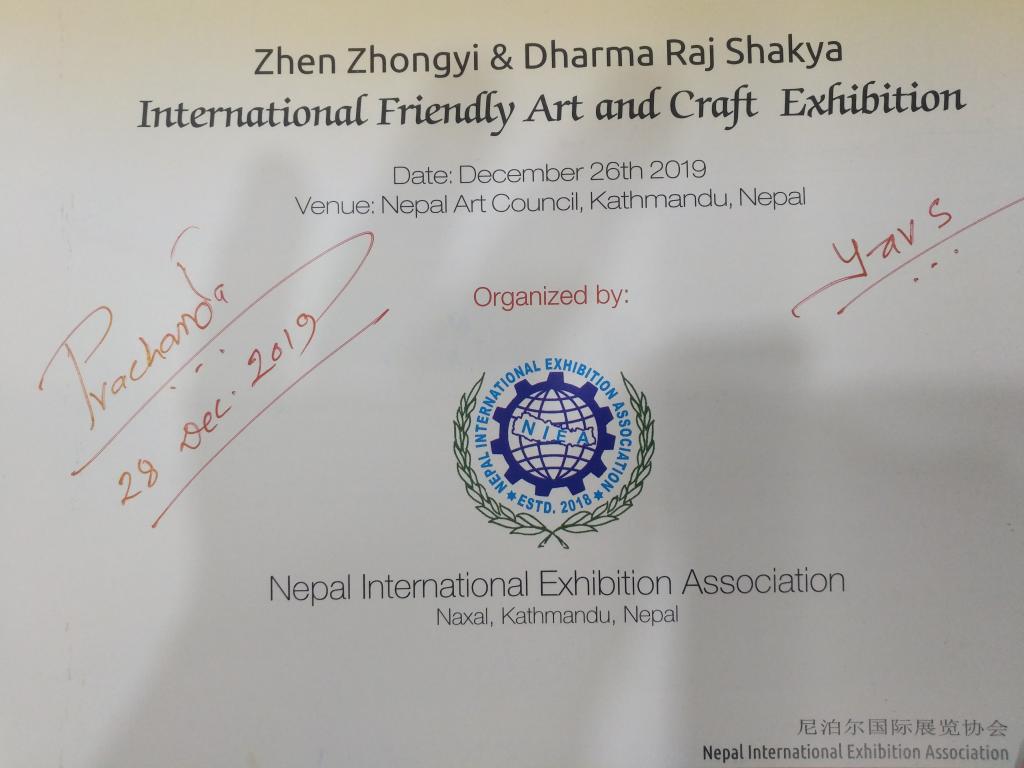 Zhen Zhongyi & Dharma Raj Shakya
International Friendly Art and Craft Exhibition
Date: December 26th 2019
Venue: Nepal Art Council, Kathmandu, Nepal
Prachanda
28 Dec. 2019
Organized by:
NEPAL INTERNATIONAL EXHIBITION ASSOCIATION
NIEA
ESTD. 2018
Nepal International Exhibition Association
Naxal, Kathmandu, Nepal
尼泊尔国际展览协会
Nepal International Exhibition Association